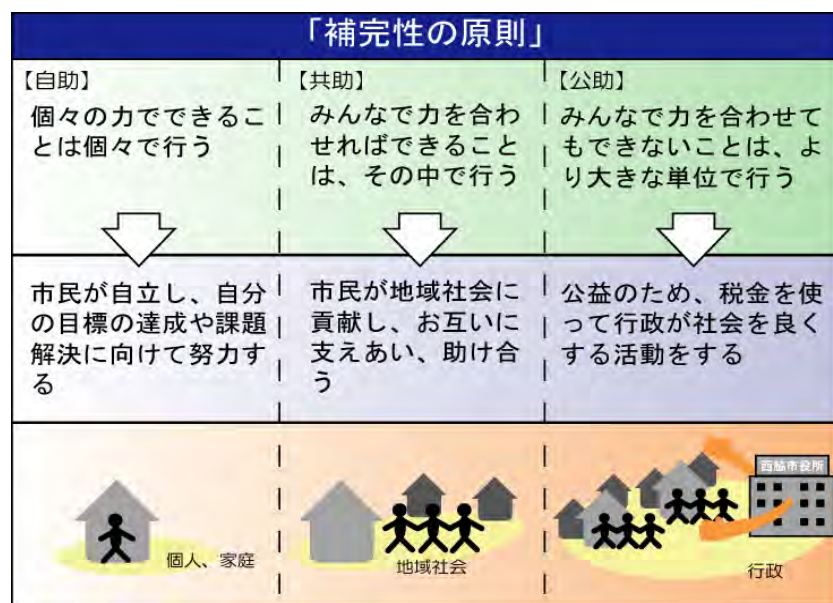 「補完性の原則」
【自助】
個々の力でできるこ
とは個々で行う
【共助】
みんなで力を合わ
せればできること
は、その中で行う
【公助】
みんなで力を合わせて
もできないことは、よ
り大きな単位で行う
市民が自立し、自分
の目標の達成や課題
解決に向けて努力す
る
市民が地域社会に
貢献し、お互いに
支えあい、助け合
う
公益のため、税金を使
って行政が社会を良く
する活動をする
個人、家庭
地域社会
西脇市役所
行政